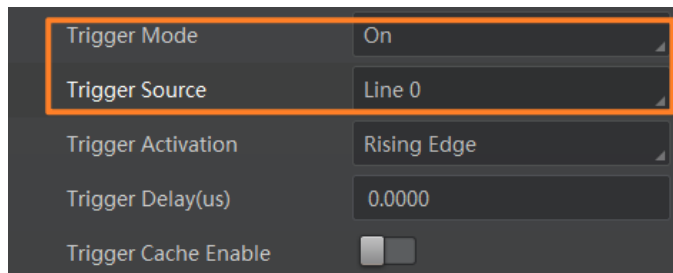 Trigger Mode On
Trigger Source Line 0
Trigger Activation Rising Edge
Trigger Delay(us) 0.0000
Trigger Cache Enable